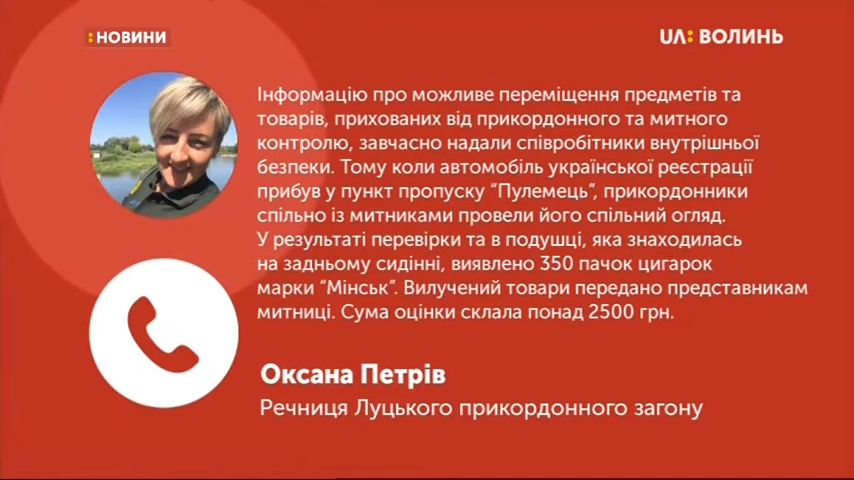 :НОВИНИ
UA: ВОЛИНЬ
Інформацію про можливе переміщення предметів та
товарів, прихованих від прикордонного та митного
контролю, завчасно надали співробітники внутрішньої
безпеки. Тому коли автомобіль української реєстрації
прибув у пункт пропуску “Пулемець”, прикордонники
спільно із митниками провели його спільний огляд.
У результаті перевірки та в подушці, яка знаходилась
на задньому сидінні, виявлено 350 пачок цигарок
марки “Мінськ”. Вилучений товари передано представникам
митниці. Сума оцінки склала понад 2500 грн.
Оксана Петрів
Речниця Луцького прикордонного загону